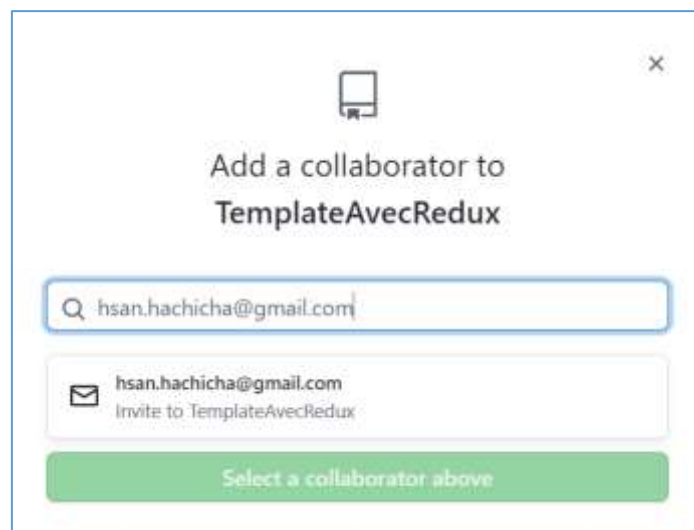 Add a collaborator to
TemplateAvecRedux
hsan.hachicha@gmail.com
hsan.hachicha@gmail.com
Invite to TemplateAvecRedux
Select a collaborator above